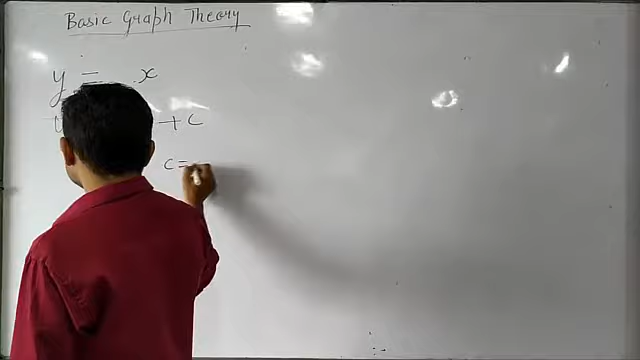 Basic Graph Theory
y = x
+ c
c =